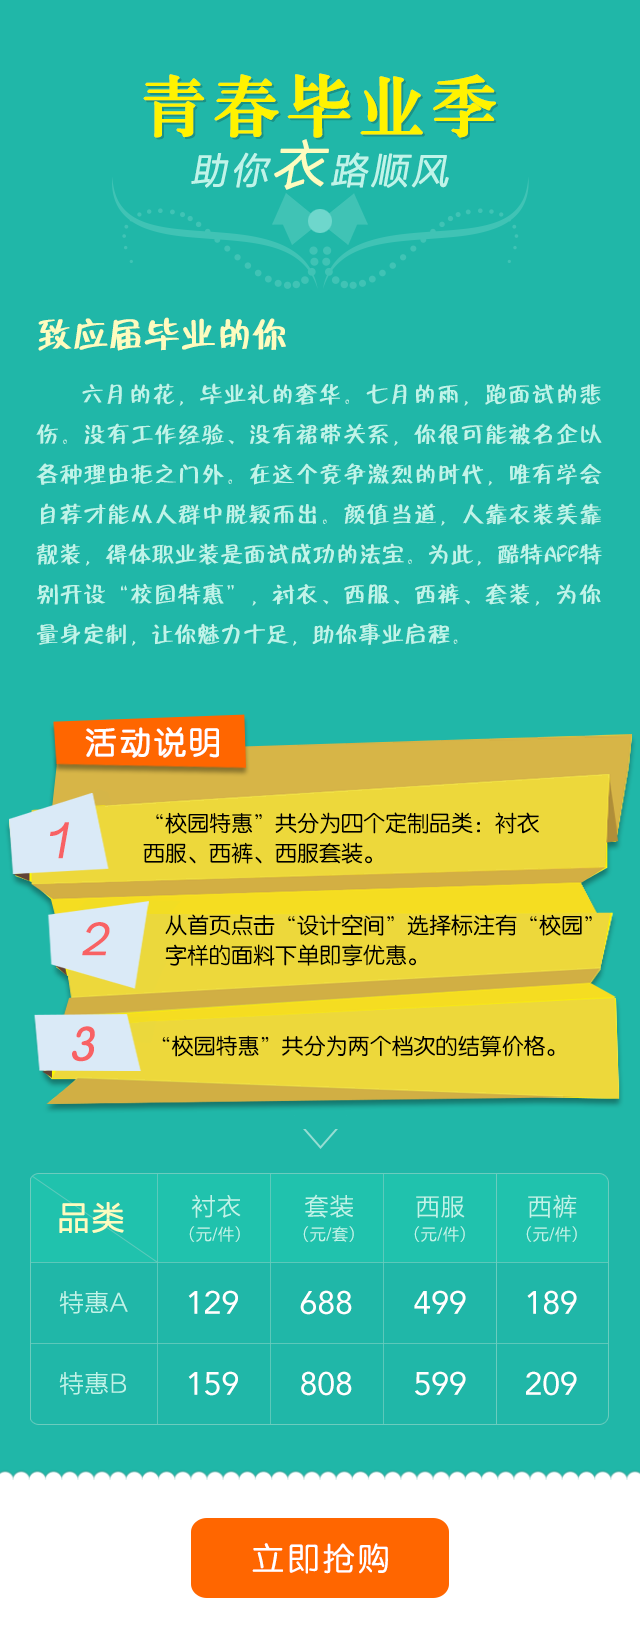 青春毕业季
助你衣路顺风
致应届毕业的你
六月的花，毕业礼的奢华。七月的雨，跑面试的悲
伤。没有工作经验、没有裙带关系，你很可能被名企以
各种理由拒之门外。在这个竞争激烈的时代，唯有学会
自荐才能从人群中脱颖而出。颜值当道，人靠衣装美靠
靓装，得体职业装是面试成功的法宝。为此，酷特APP特
别开设“校园特惠”，衬衣、西服、西裤、套装，为你
量身定制，让你魅力十足，助你事业启程。
活动说明
1
“校园特惠”共分为四个定制品类：衬衣
西服、西裤、西服套装。
2
从首页点击“设计空间”选择标注有“校园”
字样的面料下单即享优惠。
3
“校园特惠”共分为两个档次的结算价格。
品类 衬衣 套装 西服 西裤
（元/件） （元/套） （元/件） （元/件）
特惠A 129 688 499 189
特惠B 159 808 599 209
立即抢购